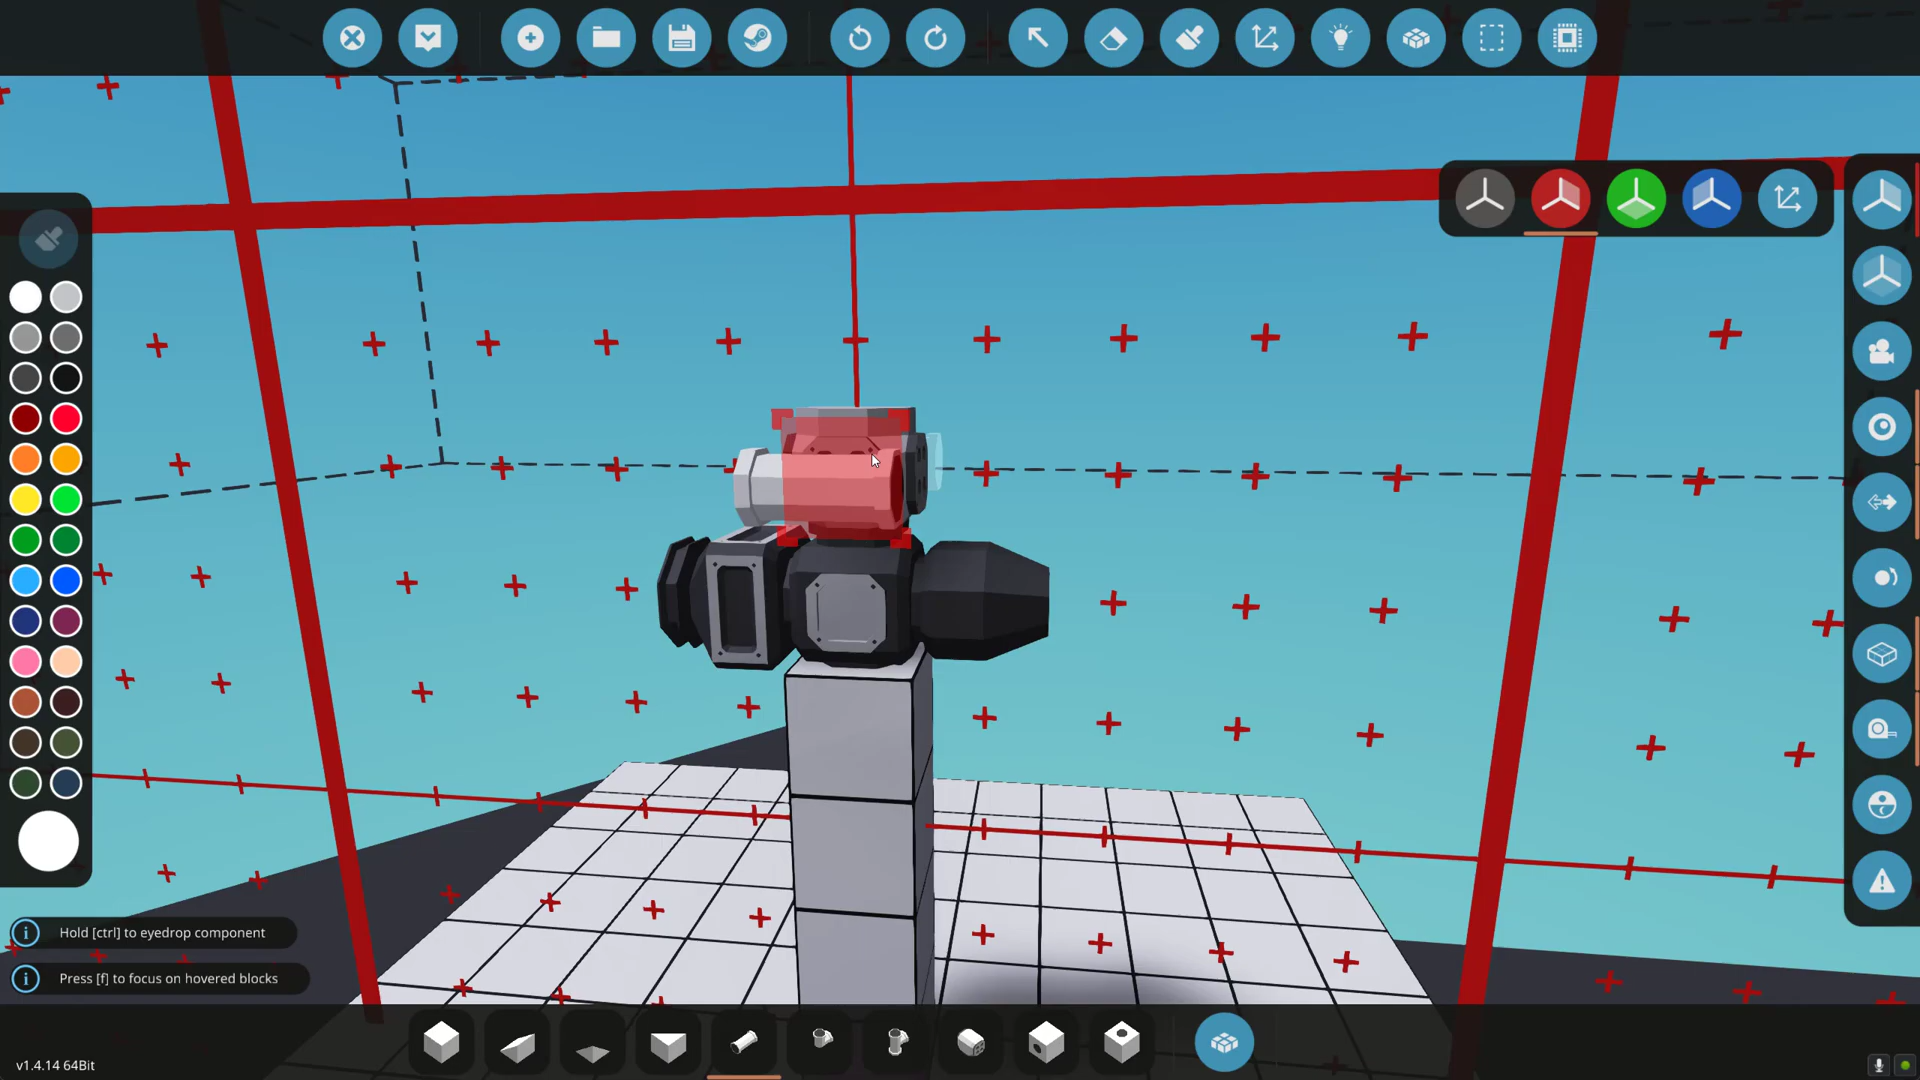 Hold [ctrl] to eyedrop component
Press [f] to focus on hovered blocks
v1.4.14 64Bit